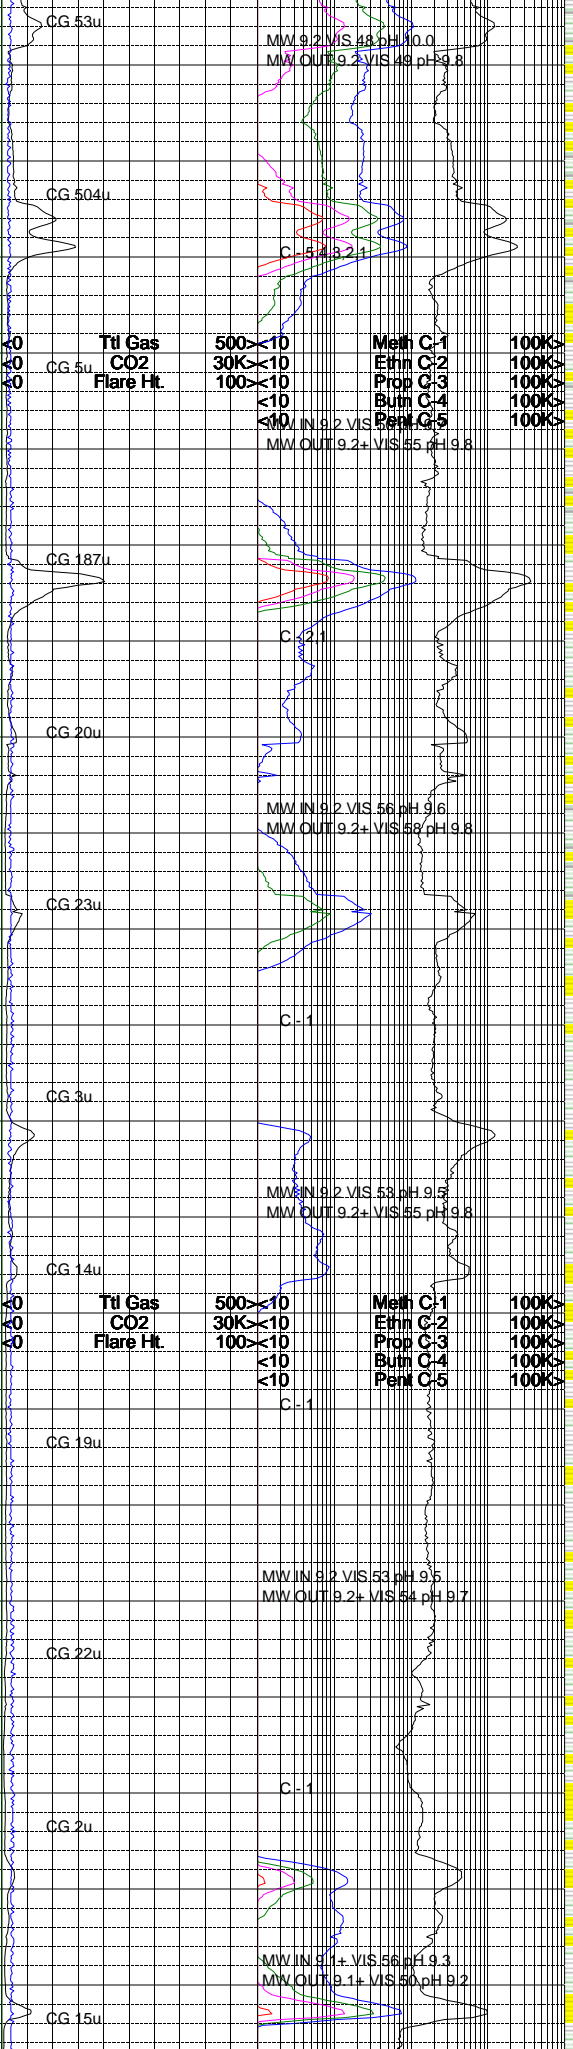 CG 53u
MW 9.2 VIS 48 pH 10.0
MW OUT 9.2 VIS 49 pH 9.8
CG 504u
C - 5,4,3,2,1
<0 Ttl Gas 500><10 Meth C-1 100K>
<0 CO2 30K><10 Ethn C-2 100K>
CG 5u
<0 Flare Ht. 100><10 Prop C-3 100K>
<10 Butn C-4 100K>
<10 Pent C-5 100K>
MW IN 9.2 VIS
MW OUT 9.2+ VIS 55 pH 9.8
CG 187u
C - 2,1
CG 20u
MW IN 9.2 VIS 56 pH 9.6
MW OUT 9.2+ VIS 58 pH 9.8
CG 23u
C - 1
CG 3u
MW IN 9.2 VIS 53 pH 9.5
MW OUT 9.2+ VIS 55 pH 9.8
CG 14u
<0 Ttl Gas 500><10 Meth C-1 100K>
<0 CO2 30K><10 Ethn C-2 100K>
<0 Flare Ht. 100><10 Prop C-3 100K>
<10 Butn C-4 100K>
<10 Pent C-5 100K>
C - 1
CG 19u
MW IN 9.2 VIS 53 pH 9.5
MW OUT 9.2+ VIS 54 pH 9.7
CG 22u
C - 1
CG 2u
MW IN 9.1+ VIS 56 pH 9.3
MW OUT 9.1+ VIS 50 pH 9.2
CG 15u